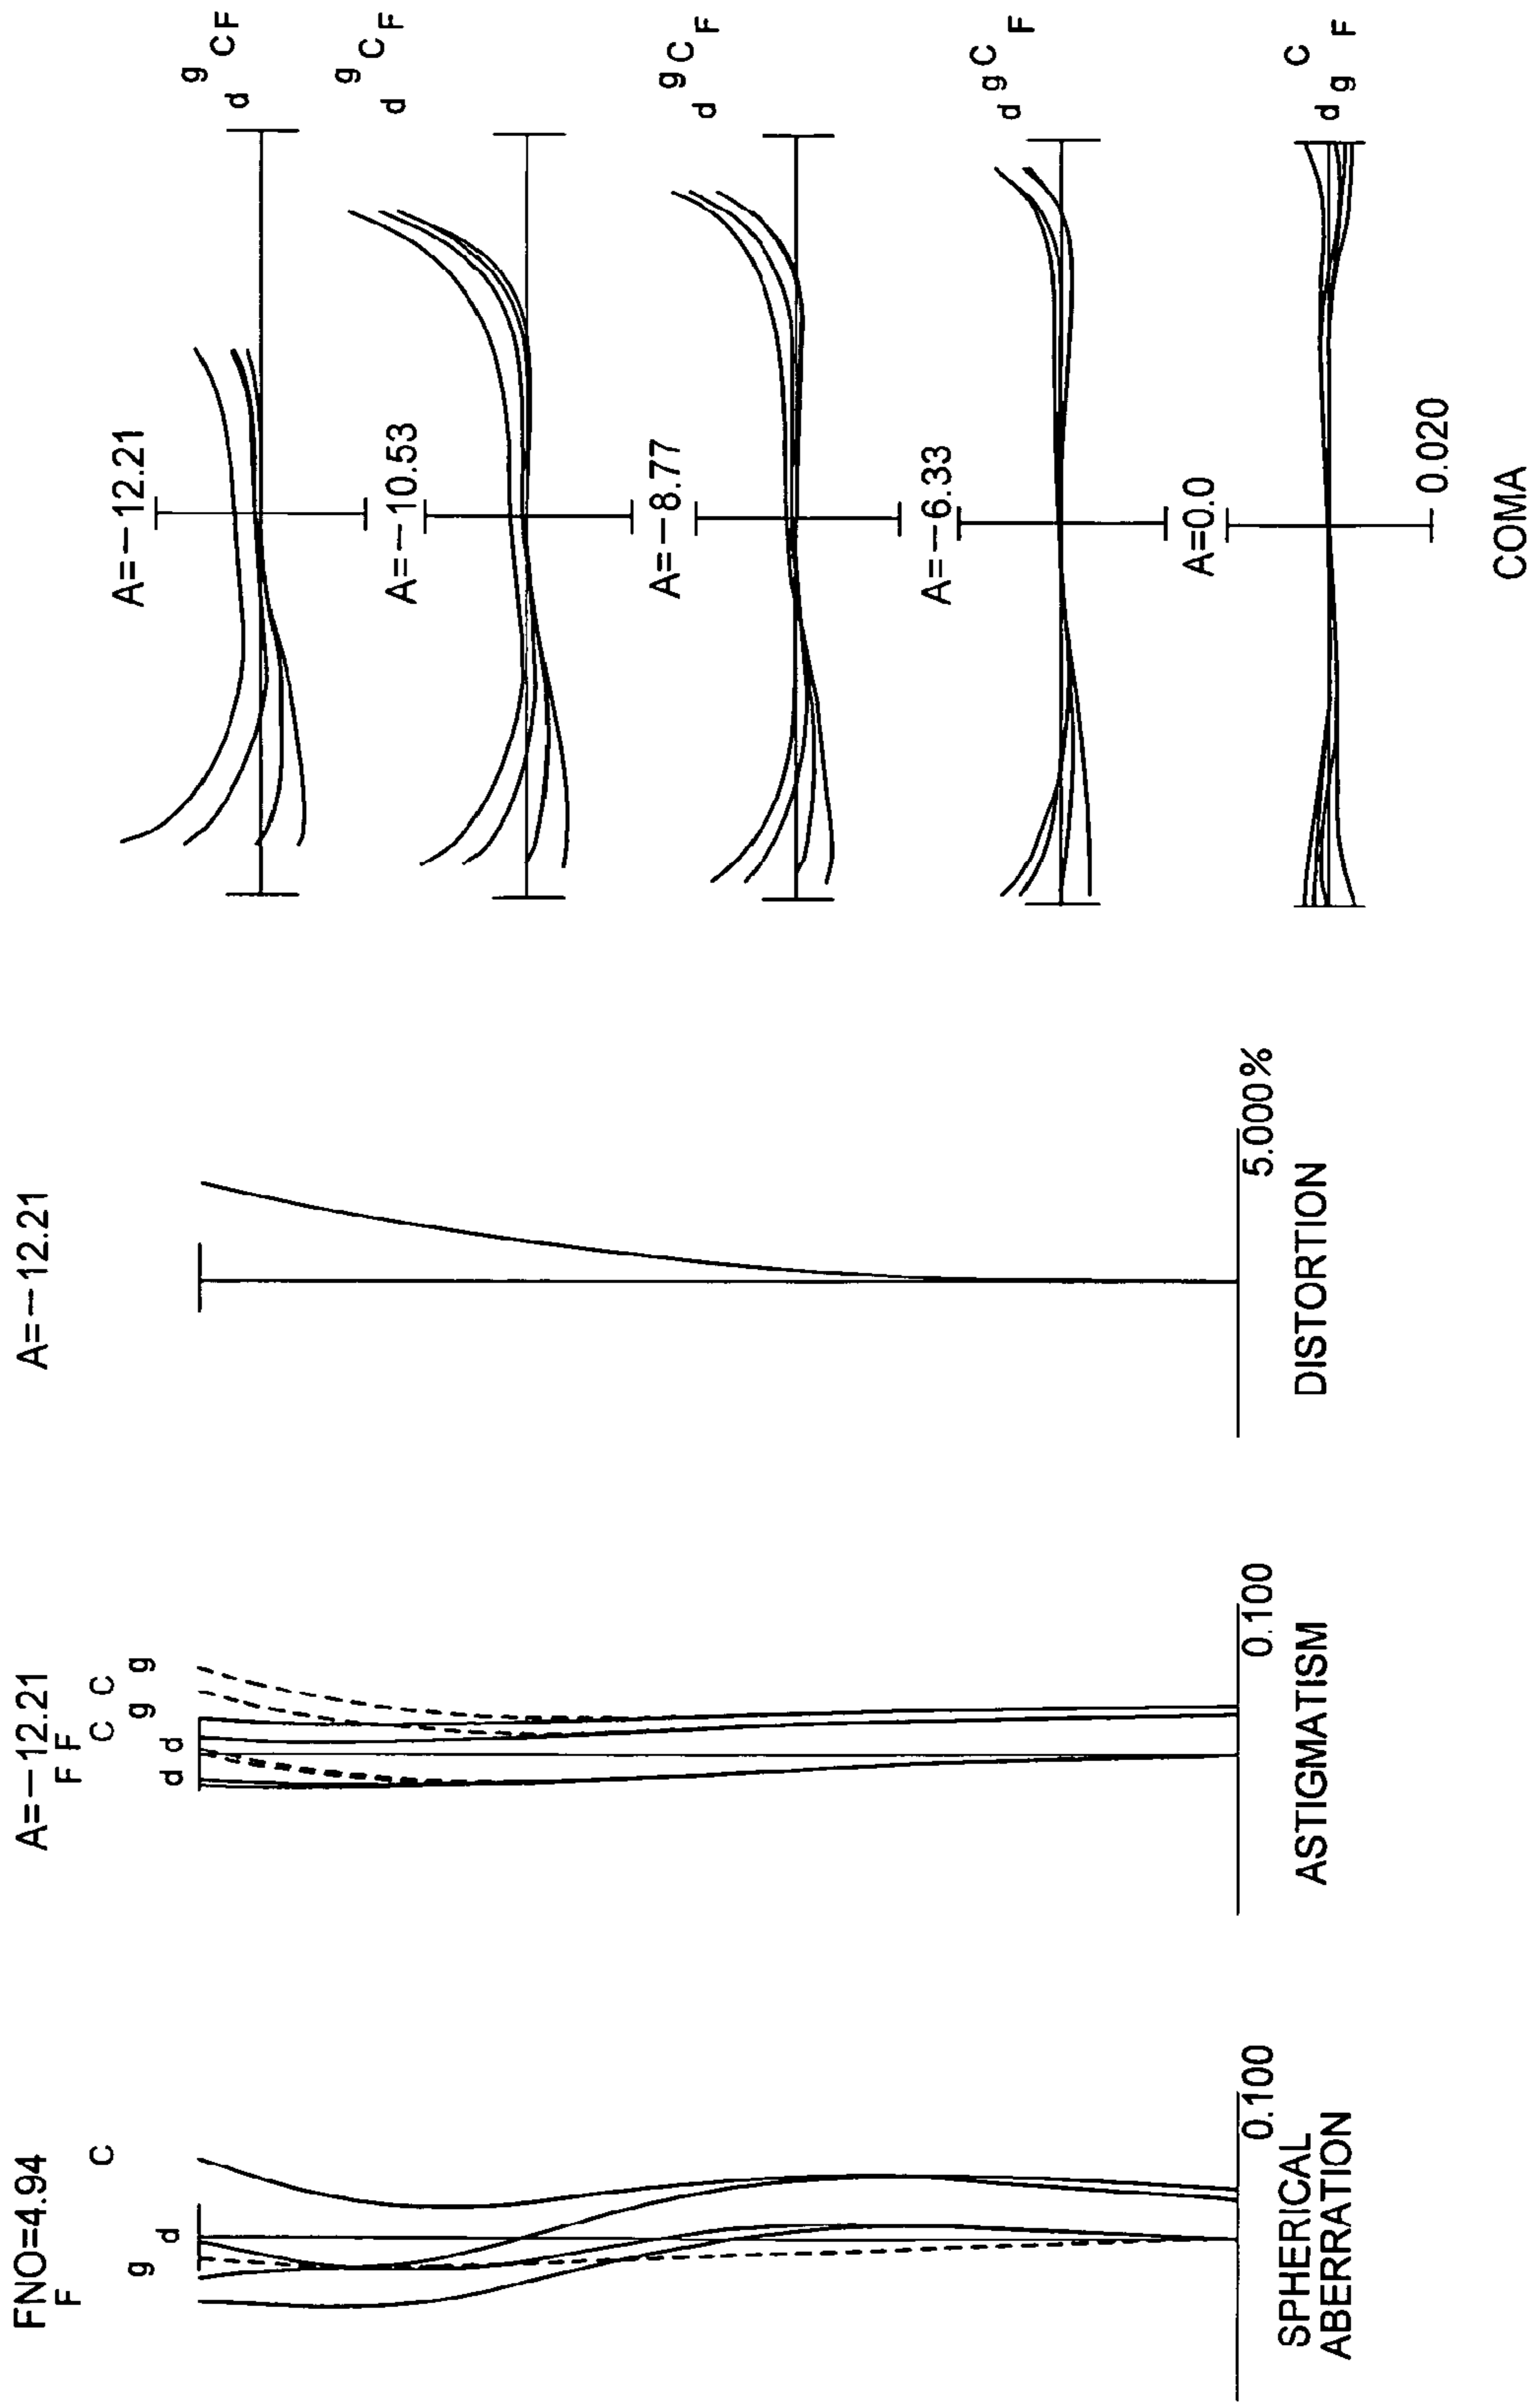 FNO=4.94
F
g
d
C
0.100
SPHERICAL
ABERRATION
A=−12.21
F F
d d
C C
g g
0.100
ASTIGMATISM
A=−12.21
5.000%
DISTORTION
A=−12.21
d
g
C
F
A=−10.53
d
g
C
F
A=−8.77
d
g
C
F
A=−6.33
d
g
C
F
A=0.0
d
g
C
F
0.020
COMA